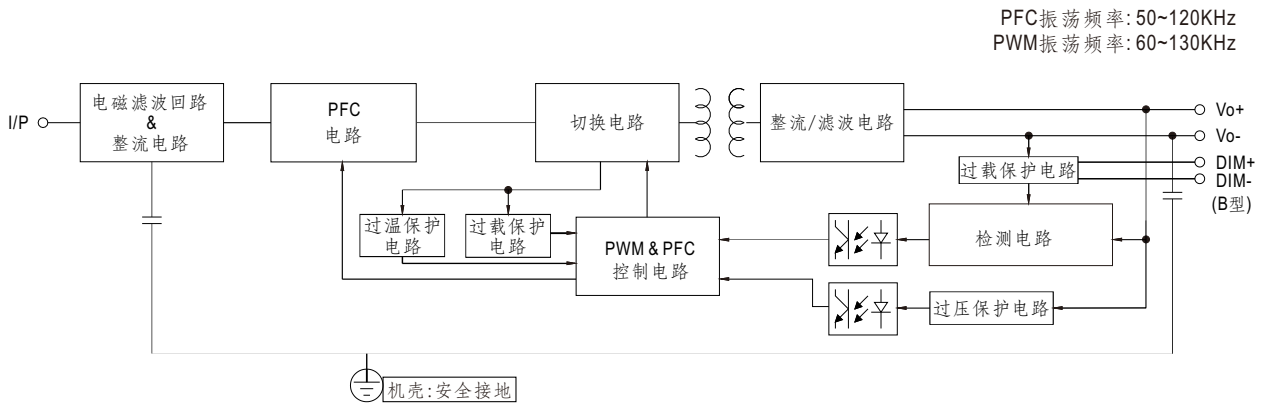 PFC振荡频率: 50~120KHz
PWM振荡频率: 60~130KHz
I/P
电磁滤波回路
&
整流电路
PFC
电路
切换电路
整流/滤波电路
Vo+
Vo-
DIM+
DIM-
(B型)
过载保护电路
过温保护
电路
过载保护
电路
PWM & PFC
控制电路
检测电路
过压保护电路
机壳:安全接地